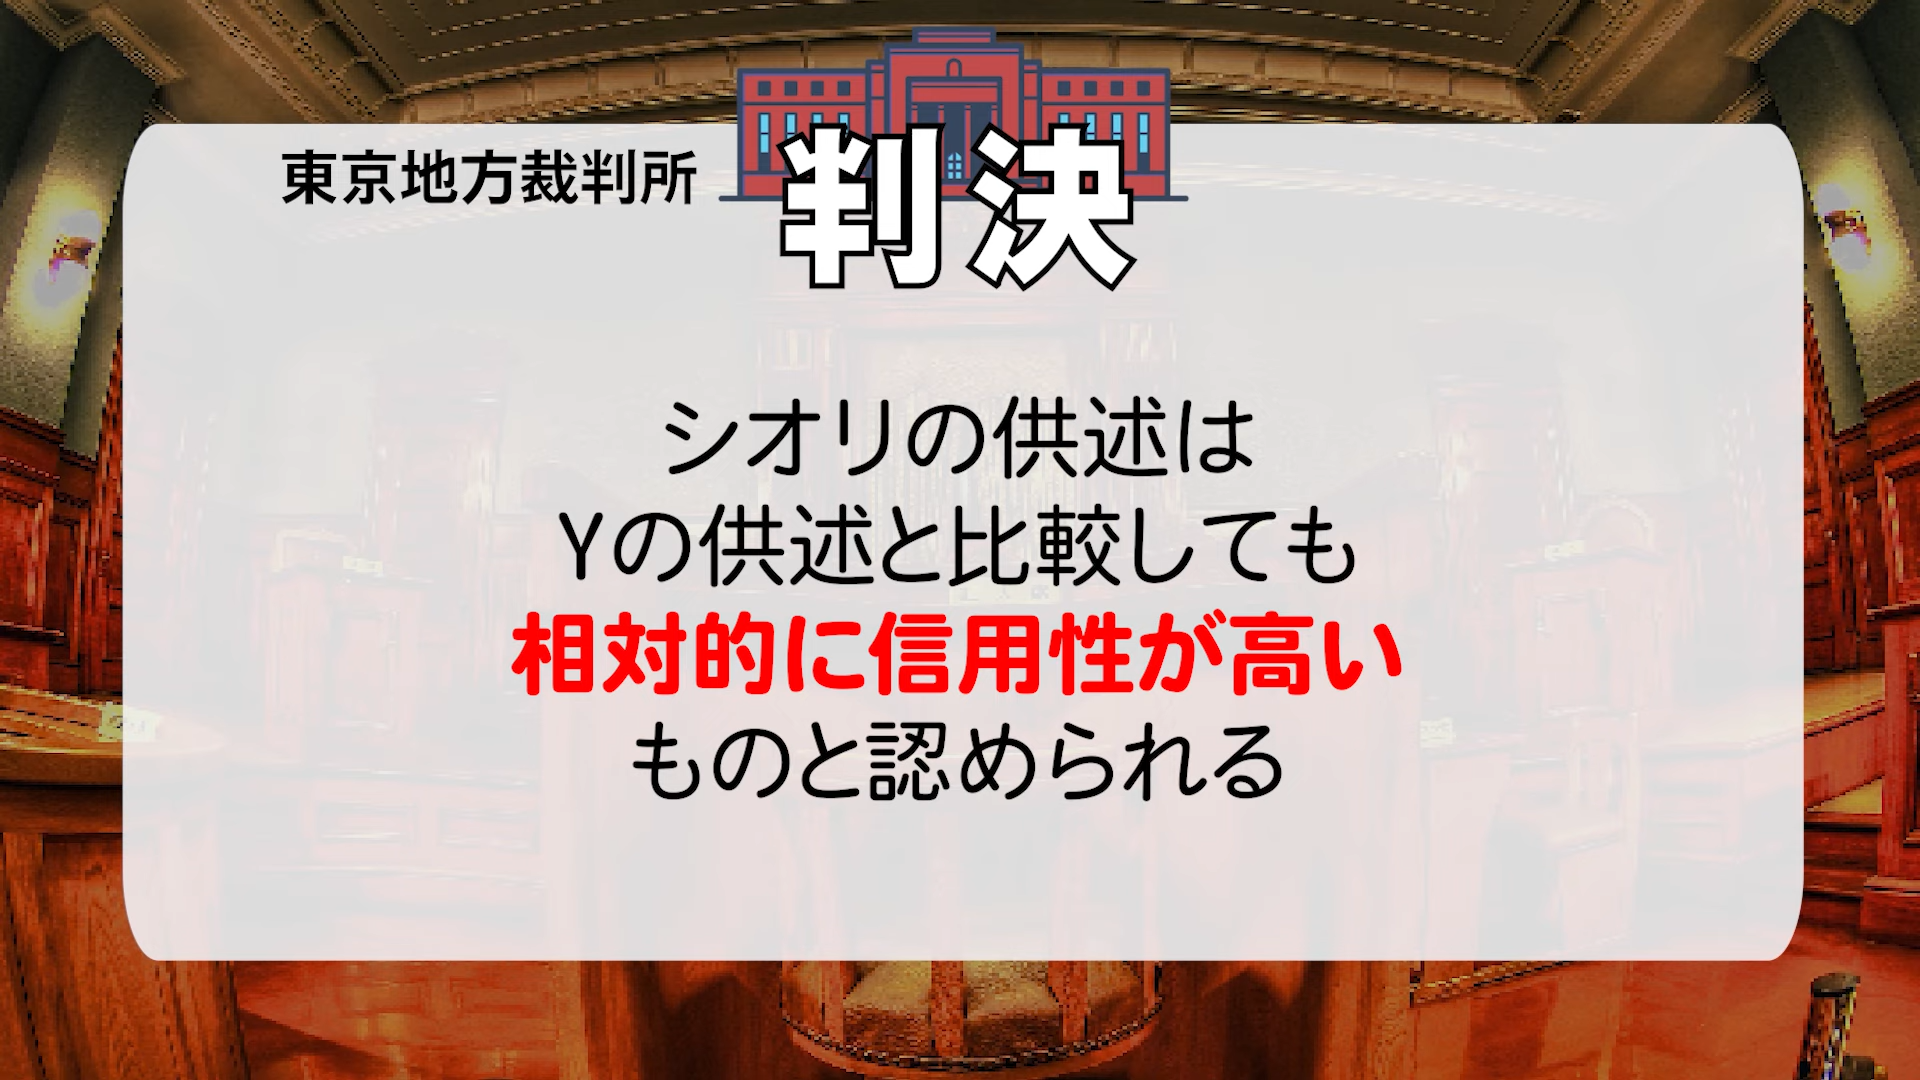 東京地方裁判所
判決
シオリの供述は
Yの供述と比較しても
相対的に信用性が高い
ものと認められる